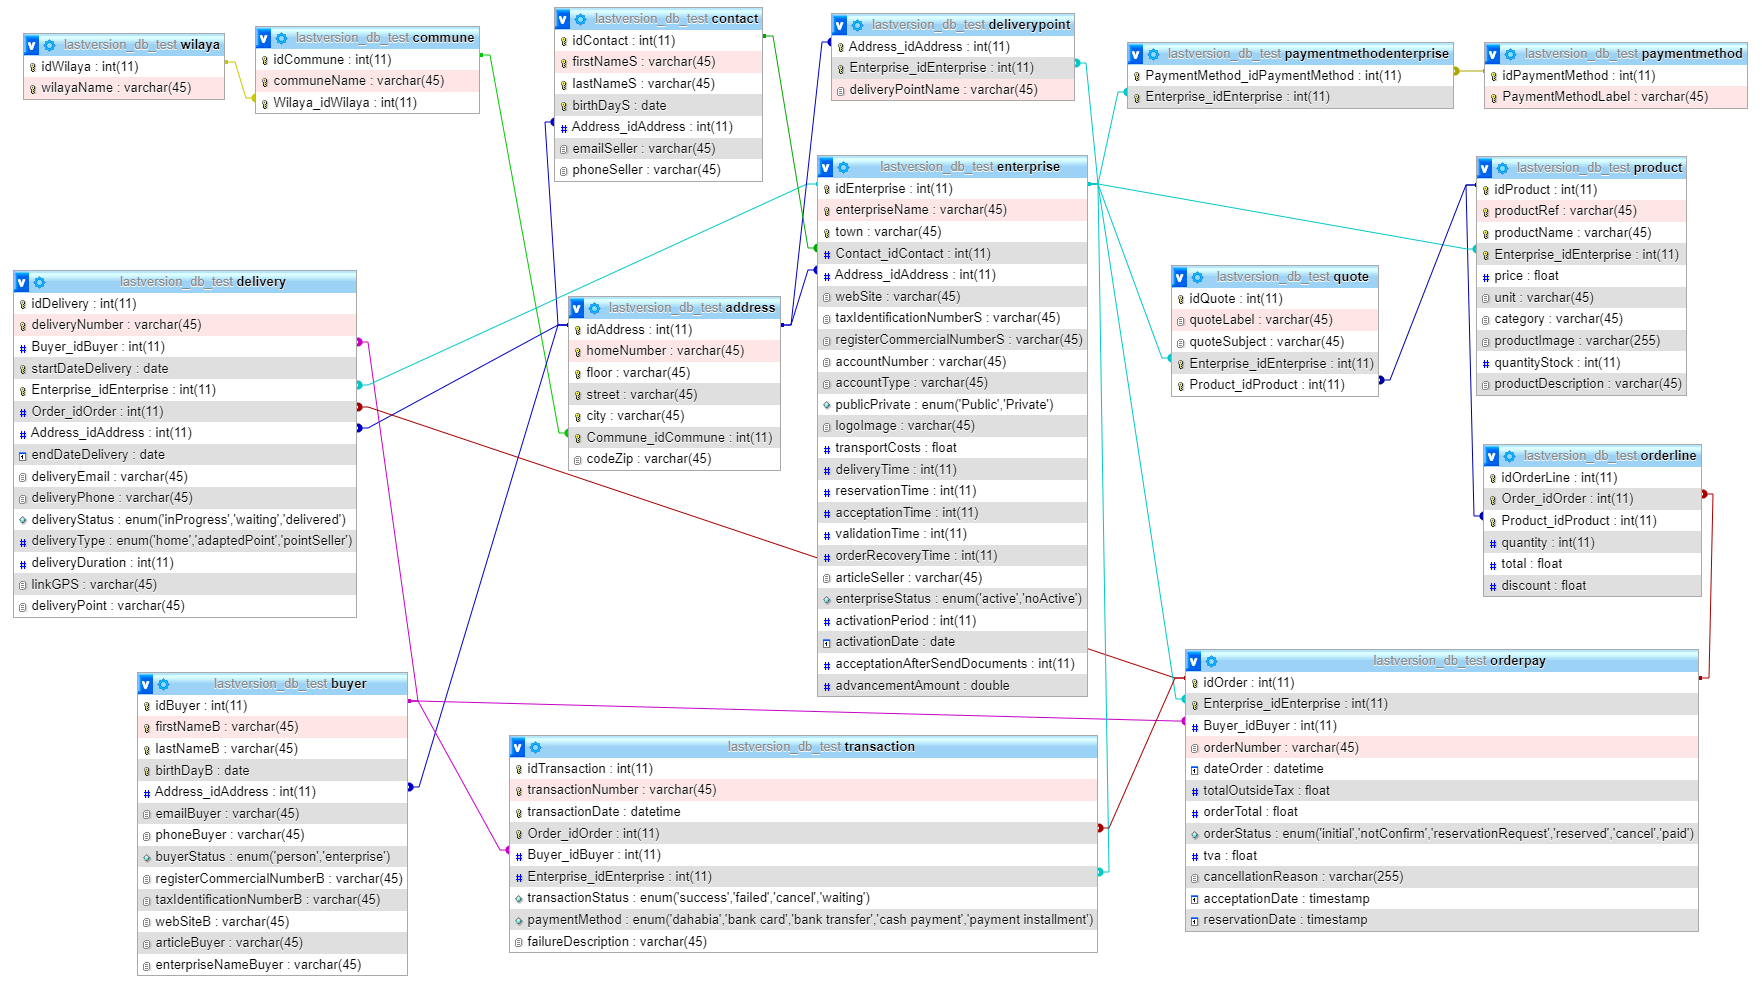 lastversion_db_test wilaya
idWilaya : int(11)
wilayaName : varchar(45)
lastversion_db_test commune
idCommune : int(11)
communeName : varchar(45)
Wilaya_idWilaya : int(11)
lastversion_db_test contact
idContact : int(11)
firstNameS : varchar(45)
lastNameS : varchar(45)
birthDayS : date
Address_idAddress : int(11)
emailSeller : varchar(45)
phoneSeller : varchar(45)
lastversion_db_test deliverypoint
Address_idAddress : int(11)
Enterprise_idEnterprise : int(11)
deliveryPointName : varchar(45)
lastversion_db_test paymentmethodenterprise
PaymentMethod_idPaymentMethod : int(11)
Enterprise_idEnterprise : int(11)
lastversion_db_test paymentmethod
idPaymentMethod : int(11)
PaymentMethodLabel : varchar(45)
lastversion_db_test enterprise
idEnterprise : int(11)
enterpriseName : varchar(45)
town : varchar(45)
Contact_idContact : int(11)
Address_idAddress : int(11)
webSite : varchar(45)
taxIdentificationNumberS : varchar(45)
registerCommercialNumberS : varchar(45)
accountNumber : varchar(45)
accountType : varchar(45)
publicPrivate : enum('Public','Private')
logoImage : varchar(45)
transportCosts : float
deliveryTime : int(11)
reservationTime : int(11)
acceptationTime : int(11)
validationTime : int(11)
orderRecoveryTime : int(11)
articleSeller : varchar(45)
enterpriseStatus : enum('active','noActive')
activationPeriod : int(11)
activationDate : date
acceptationAfterSendDocuments : int(11)
advancementAmount : double
lastversion_db_test product
idProduct : int(11)
productRef : varchar(45)
productName : varchar(45)
Enterprise_idEnterprise : int(11)
price : float
unit : varchar(45)
category : varchar(45)
productImage : varchar(255)
quantityStock : int(11)
productDescription : varchar(45)
lastversion_db_test quote
idQuote : int(11)
quoteLabel : varchar(45)
quoteSubject : varchar(45)
Enterprise_idEnterprise : int(11)
Product_idProduct : int(11)
lastversion_db_test delivery
idDelivery : int(11)
deliveryNumber : varchar(45)
Buyer_idBuyer : int(11)
startDateDelivery : date
Enterprise_idEnterprise : int(11)
Order_idOrder : int(11)
Address_idAddress : int(11)
endDateDelivery : date
deliveryEmail : varchar(45)
deliveryPhone : varchar(45)
deliveryStatus : enum('inProgress','waiting','delivered')
deliveryType : enum('home','adaptedPoint','pointSeller')
deliveryDuration : int(11)
linkGPS : varchar(45)
deliveryPoint : varchar(45)
lastversion_db_test address
idAddress : int(11)
homeNumber : varchar(45)
floor : varchar(45)
street : varchar(45)
city : varchar(45)
Commune_idCommune : int(11)
codeZip : varchar(45)
lastversion_db_test orderline
idOrderLine : int(11)
Order_idOrder : int(11)
Product_idProduct : int(11)
quantity : int(11)
total : float
discount : float
lastversion_db_test buyer
idBuyer : int(11)
firstNameB : varchar(45)
lastNameB : varchar(45)
birthDayB : date
Address_idAddress : int(11)
emailBuyer : varchar(45)
phoneBuyer : varchar(45)
buyerStatus : enum('person','enterprise')
registerCommercialNumberB : varchar(45)
taxIdentificationNumberB : varchar(45)
webSiteB : varchar(45)
articleBuyer : varchar(45)
enterpriseNameBuyer : varchar(45)
lastversion_db_test transaction
idTransaction : int(11)
transactionNumber : varchar(45)
transactionDate : datetime
Order_idOrder : int(11)
Buyer_idBuyer : int(11)
Enterprise_idEnterprise : int(11)
transactionStatus : enum('success','failed','cancel','waiting')
paymentMethod : enum('dahabia','bank card','bank transfer','cash payment','payment installment')
failureDescription : varchar(45)
lastversion_db_test orderpay
idOrder : int(11)
Enterprise_idEnterprise : int(11)
Buyer_idBuyer : int(11)
orderNumber : varchar(45)
dateOrder : datetime
totalOutsideTax : float
orderTotal : float
orderStatus : enum('initial','notConfirm','reservationRequest','reserved','cancel','paid')
tva : float
cancellationReason : varchar(255)
acceptationDate : timestamp
reservationDate : timestamp